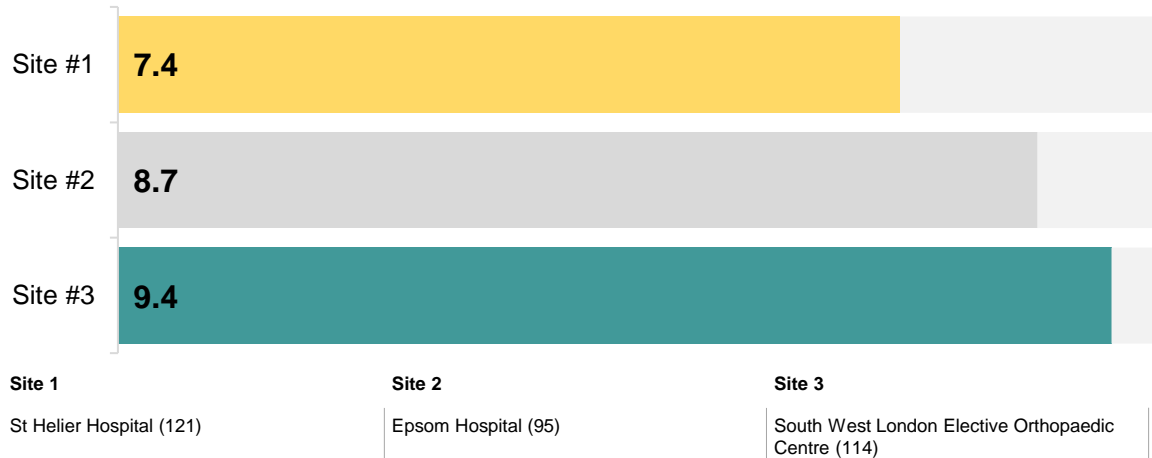 Site #1 7.4
Site #2 8.7
Site #3 9.4
Site 1 Site 2 Site 3
St Helier Hospital (121) Epsom Hospital (95) South West London Elective Orthopaedic
Centre (114)